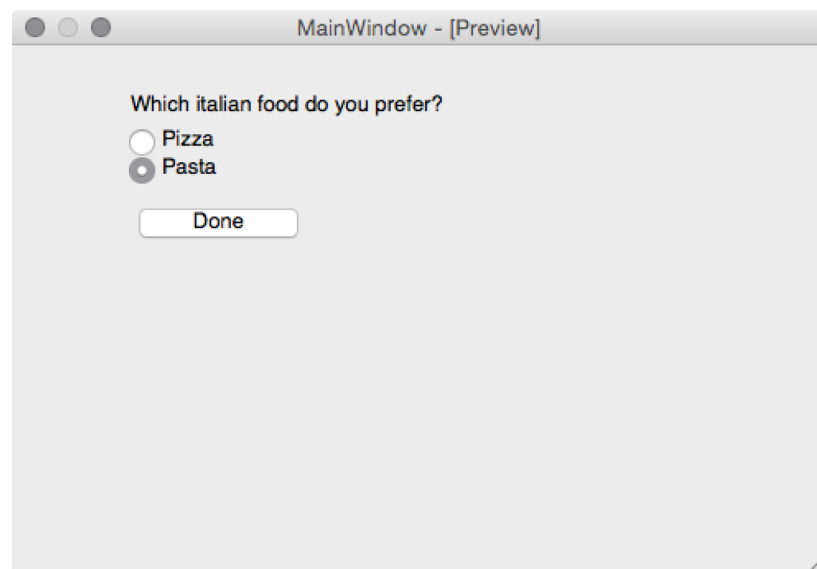 MainWindow - [Preview]
Which italian food do you prefer?
Pizza
Pasta
Done